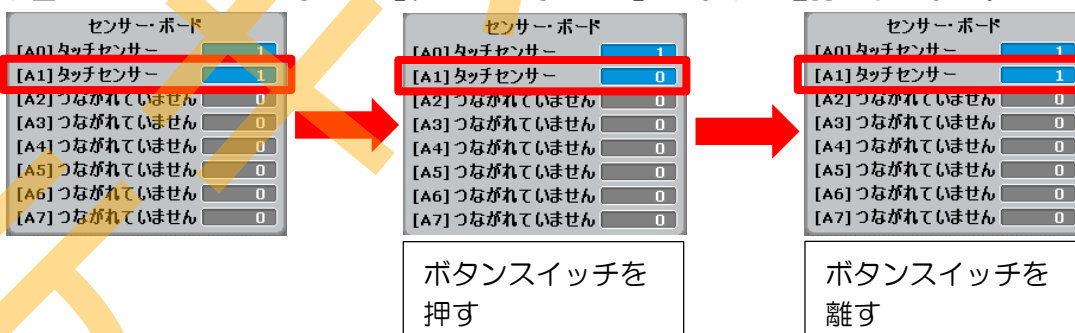 センサー・ボード
[A0]タッチセンサー 1
[A1]タッチセンサー 1
[A2]つながれていません 0
[A3]つながれていません 0
[A4]つながれていません 0
[A5]つながれていません 0
[A6]つながれていません 0
[A7]つながれていません 0
センサー・ボード
[A0]タッチセンサー 1
[A1]タッチセンサー 0
[A2]つながれていません 0
[A3]つながれていません 0
[A4]つながれていません 0
[A5]つながれていません 0
[A6]つながれていません 0
[A7]つながれていません 0
ボタンスイッチを
押す
センサー・ボード
[A0]タッチセンサー 1
[A1]タッチセンサー 1
[A2]つながれていません 0
[A3]つながれていません 0
[A4]つながれていません 0
[A5]つながれていません 0
[A6]つながれていません 0
[A7]つながれていません 0
ボタンスイッチを
離す